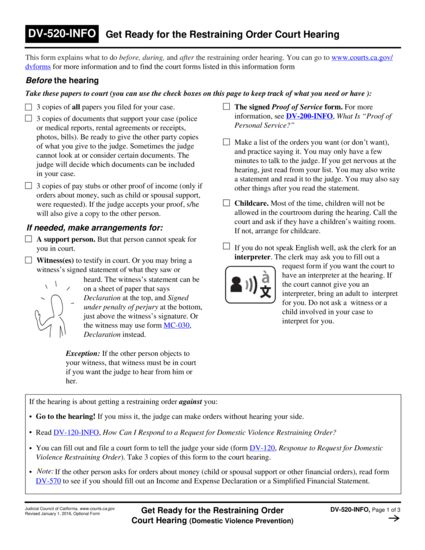 DV-520-INFO Get Ready for the Restraining Order Court Hearing
This form explains what to do before, during, and after the restraining order hearing. You can go to www.courts.ca.gov/
dvforms for more information and to find the court forms listed in this information form
Before the hearing
Take these papers to court (you can use the check boxes on this page to keep track of what you need or have ):
3 copies of all papers you filed for your case.
3 copies of documents that support your case (police
or medical reports, rental agreements or receipts,
photos, bills). Be ready to give the other party copies
of what you give to the judge. Sometimes the judge
cannot look at or consider certain documents. The
judge will decide which documents can be included
in your case.
3 copies of pay stubs or other proof of income (only if
orders about money, such as child or spousal support,
were requested). If the judge accepts your proof, s/he
will also give a copy to the other person.
If needed, make arrangements for:
A support person. But that person cannot speak for
you in court.
Witness(es) to testify in court. Or you may bring a
witness's signed statement of what they saw or
heard. The witness's statement can be
on a sheet of paper that says
Declaration at the top, and Signed
under penalty of perjury at the bottom,
just above the witness's signature. Or
the witness may use form MC-030,
Declaration instead.
Exception: If the other person objects to
your witness, that witness must be in court
if you want the judge to hear from him or
her.
The signed Proof of Service form. For more
information, see DV-200-INFO, What Is “Proof of
Personal Service?”
Make a list of the orders you want (or don't want),
and practice saying it. You may only have a few
minutes to talk to the judge. If you get nervous at the
hearing, just read from your list. You may also write
a statement and read it to the judge. You may also say
other things after you read the statement.
Childcare. Most of the time, children will not be
allowed in the courtroom during the hearing. Call the
court and ask if they have a children's waiting room.
If not, arrange for childcare.
If you do not speak English well, ask the clerk for an
interpreter. The clerk may ask you to fill out a
request form if you want the court to
have an interpreter at the hearing. If
the court cannot give you an
interpreter, bring an adult to interpret
for you. Do not ask a witness or a
child involved in your case to
interpret for you.
If the hearing is about getting a restraining order against you:
• Go to the hearing! If you miss it, the judge can make orders without hearing your side.
• Read DV-120-INFO, How Can I Respond to a Request for Domestic Violence Restraining Order?
• You can fill out and file a court form to tell the judge your side (form DV-120, Response to Request for Domestic
Violence Restraining Order). Take 3 copies of this form to the court hearing.
• Note: If the other person asks for orders about money (child or spousal support or other financial orders), read form
DV-570 to see if you should fill out an Income and Expense Declaration or a Simplified Financial Statement.
Judicial Council of California, www.courts.ca.gov
Revised January 1, 2016, Optional Form
Get Ready for the Restraining Order
Court Hearing (Domestic Violence Prevention)
DV-520-INFO, Page 1 of 3